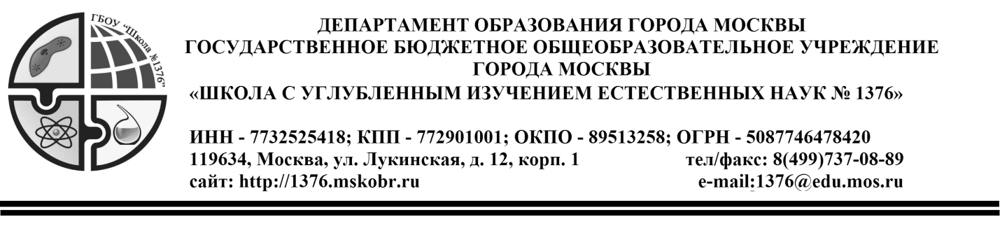 ГБОУ "Школа №1376"
ДЕПАРТАМЕНТ ОБРАЗОВАНИЯ ГОРОДА МОСКВЫ
ГОСУДАРСТВЕННОЕ БЮДЖЕТНОЕ ОБЩЕОБРАЗОВАТЕЛЬНОЕ УЧРЕЖДЕНИЕ
ГОРОДА МОСКВЫ
«ШКОЛА С УГЛУБЛЕННЫМ ИЗУЧЕНИЕМ ЕСТЕСТВЕННЫХ НАУК № 1376»
ИНН - 7732525418; КПП - 772901001; ОКПО - 89513258; ОГРН - 5087746478420
119634, Москва, ул. Лукинская, д. 12, корп. 1 тел/факс: 8(499)737-08-89
сайт: http://1376.mskobr.ru e-mail:1376@edu.mos.ru